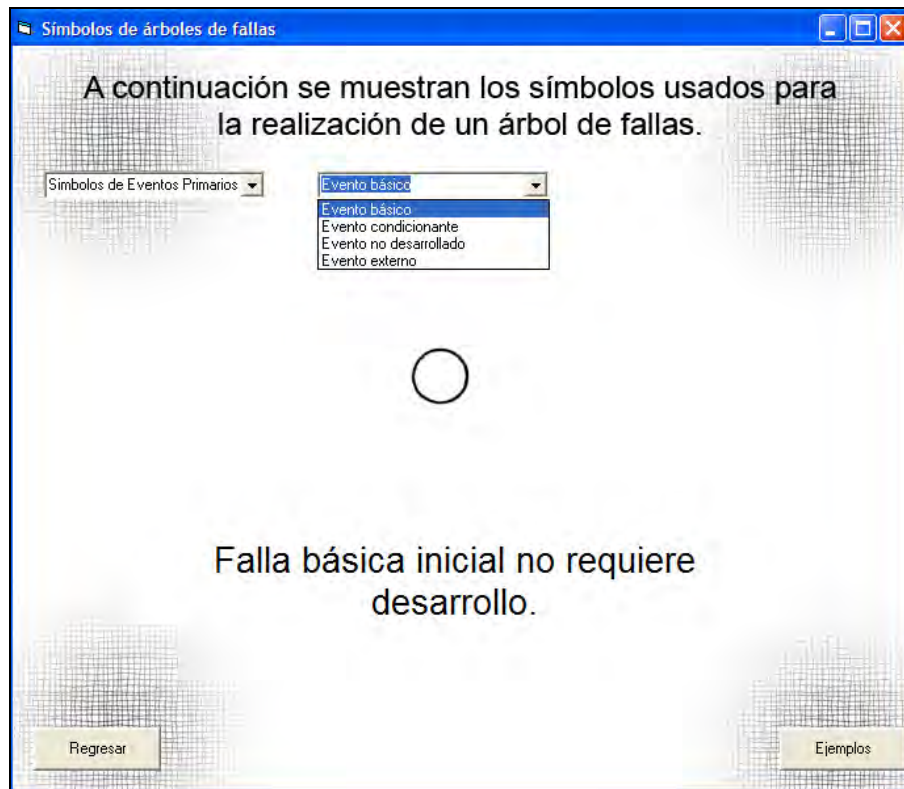 Símbolos de árboles de fallas
A continuación se muestran los símbolos usados para
la realización de un árbol de fallas.
Simbolos de Eventos Primarios
Evento básico
Evento básico
Evento condicionante
Evento no desarrollado
Evento externo
Falla básica inicial no requiere
desarrollo.
Regresar
Ejemplos